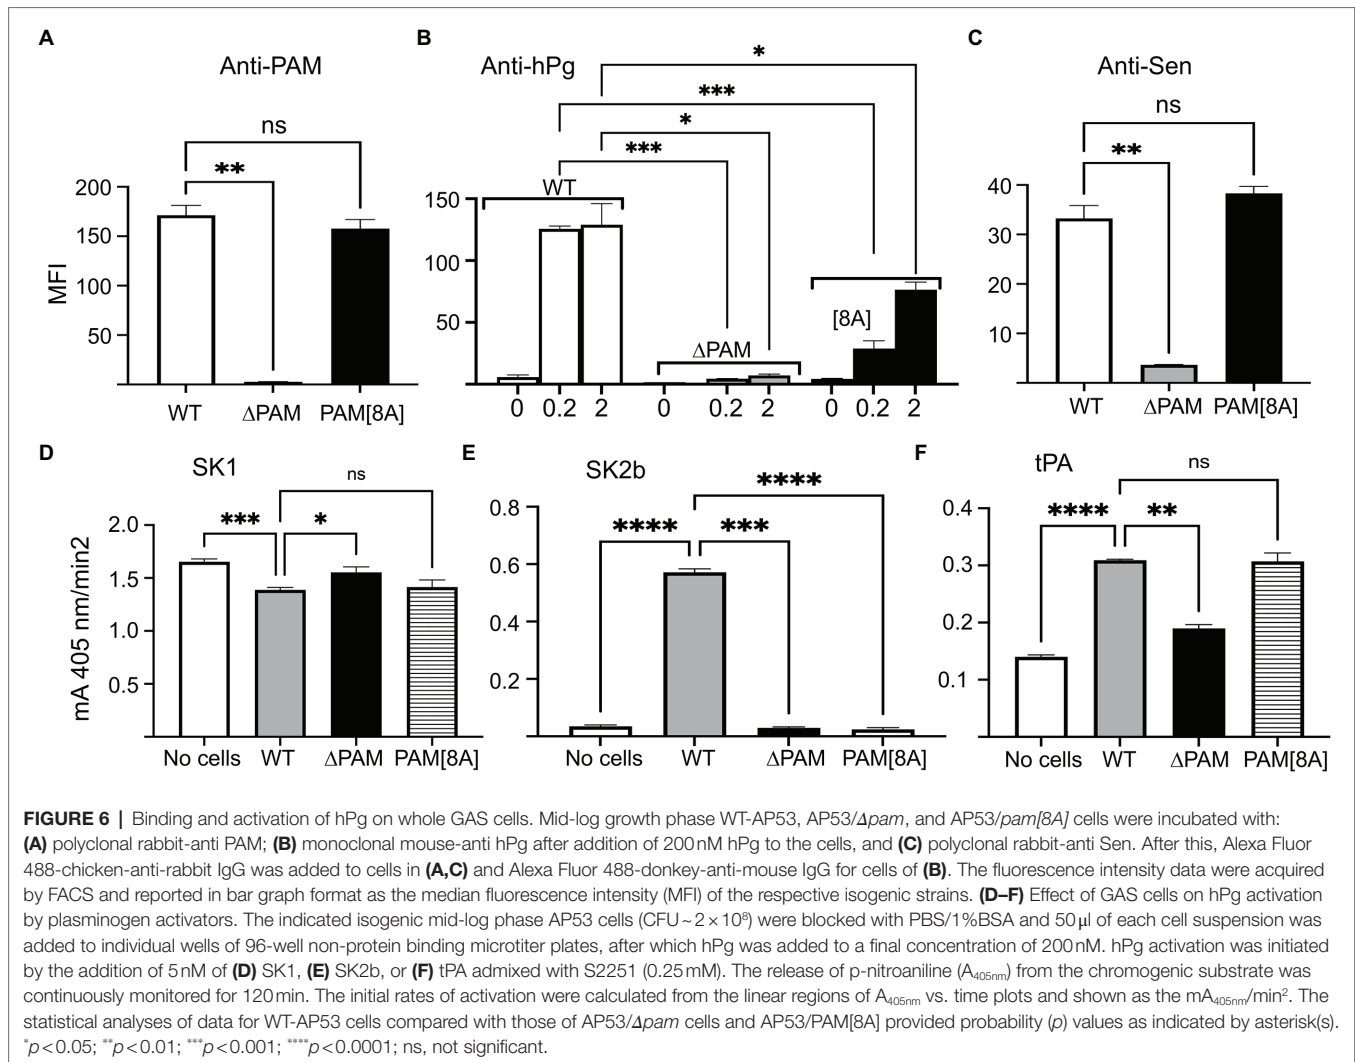 A
Anti-PAM
ns
**
MFI
200
150
100
50
WT
ΔPAM
PAM[8A]
B
Anti-hPg
*
***
*
***
WT
150
100
50
ΔPAM
[8A]
0 0.2 2 0 0.2 2 0 0.2 2
C
Anti-Sen
ns
**
40
30
20
10
WT
ΔPAM
PAM[8A]
D
SK1
ns
***
*
mA 405 nm/min2
2.0
1.5
1.0
0.5
No cells
WT
ΔPAM
PAM[8A]
E
SK2b
****
****
***
0.8
0.6
0.4
0.2
No cells
WT
ΔPAM
PAM[8A]
F
tPA
ns
****
**
0.4
0.3
0.2
0.1
No cells
WT
ΔPAM
PAM[8A]
FIGURE 6 | Binding and activation of hPg on whole GAS cells. Mid-log growth phase WT-AP53, AP53/Δpam, and AP53/pam[8A] cells were incubated with:
(A) polyclonal rabbit-anti PAM; (B) monoclonal mouse-anti hPg after addition of 200 nM hPg to the cells, and (C) polyclonal rabbit-anti Sen. After this, Alexa Fluor
488-chicken-anti-rabbit IgG was added to cells in (A,C) and Alexa Fluor 488-donkey-anti-mouse IgG for cells of (B). The fluorescence intensity data were acquired
by FACS and reported in bar graph format as the median fluorescence intensity (MFI) of the respective isogenic strains. (D–F) Effect of GAS cells on hPg activation
by plasminogen activators. The indicated isogenic mid-log phase AP53 cells (CFU ~ 2 × 10⁸) were blocked with PBS/1%BSA and 50 μl of each cell suspension was
added to individual wells of 96-well non-protein binding microtiter plates, after which hPg was added to a final concentration of 200 nM. hPg activation was initiated
by the addition of 5 nM of (D) SK1, (E) SK2b, or (F) tPA admixed with S2251 (0.25 mM). The release of p-nitroaniline (A₄₀₅ₙₘ) from the chromogenic substrate was
continuously monitored for 120 min. The initial rates of activation were calculated from the linear regions of A₄₀₅ₙₘ vs. time plots and shown as the mA₄₀₅ₙₘ/min². The
statistical analyses of data for WT-AP53 cells compared with those of AP53/Δpam cells and AP53/PAM[8A] provided probability (p) values as indicated by asterisk(s).
*p < 0.05; **p < 0.01; ***p < 0.001; ****p < 0.0001; ns, not significant.